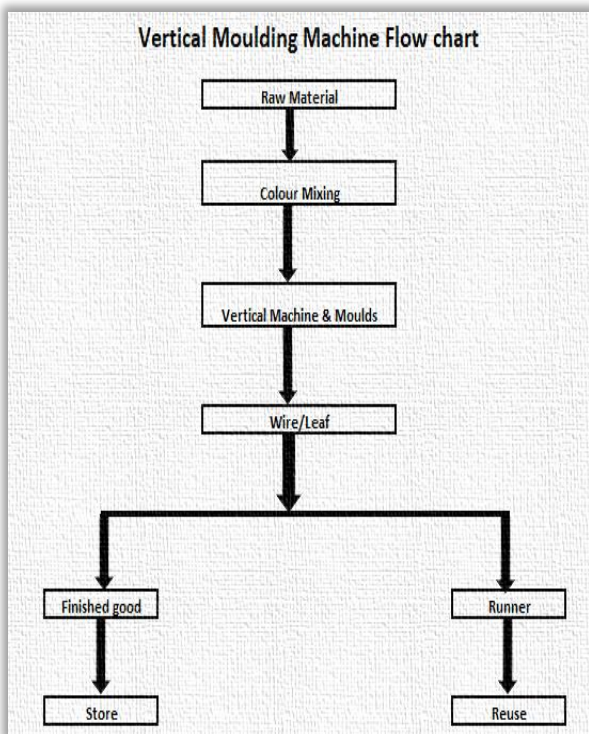 Vertical Moulding Machine Flow chart
Raw Material
Colour Mixing
Vertical Machine & Moulds
Wire/Leaf
Finished good
Runner
Store
Reuse